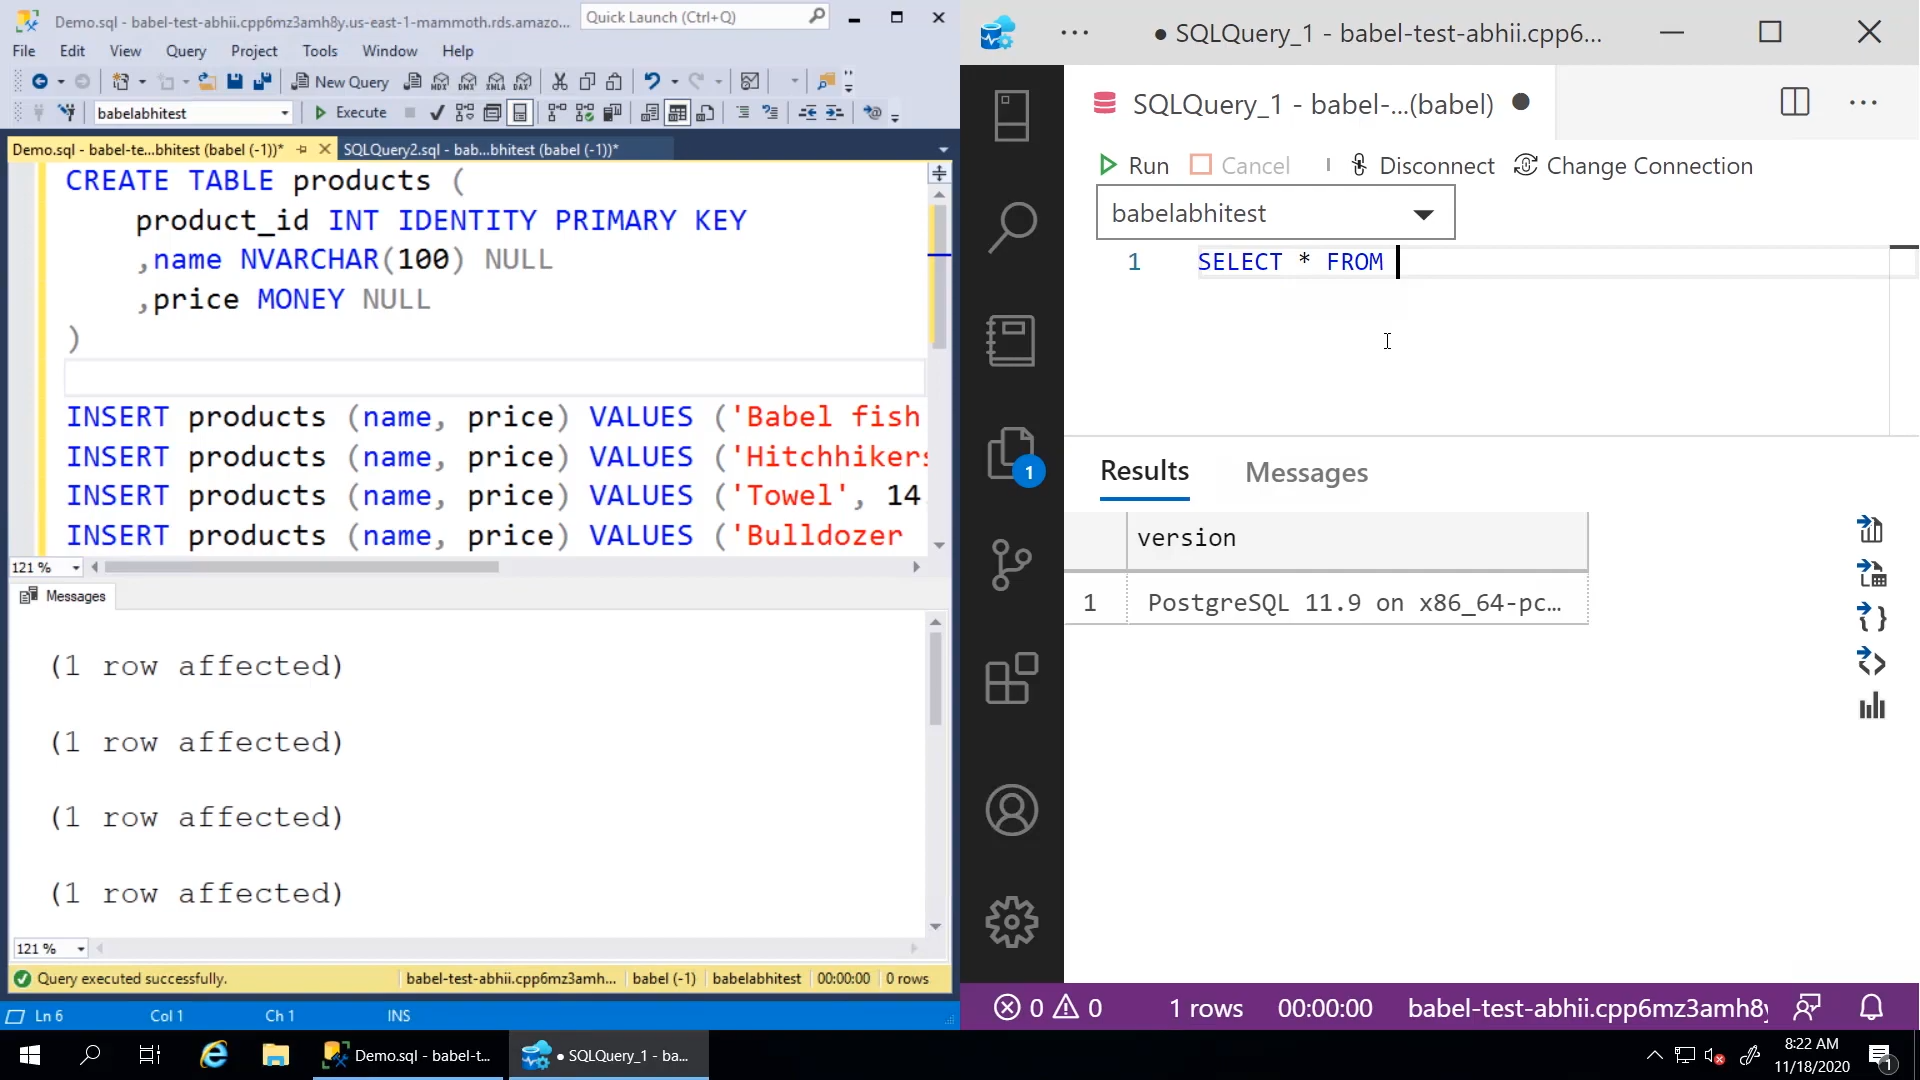 Demo.sql - babel-test-abhii.cpp6mz3amh8y.us-east-1-mammoth.rds.amazo...
Quick Launch (Ctrl+Q)
File Edit View Query Project Tools Window Help
New Query MDX DMX XMLA DAX
babelabhitest Execute
Demo.sql - babel-te...bhitest (babel (-1))* SQLQuery2.sql - bab...bhitest (babel (-1))*
CREATE TABLE products (
product_id INT IDENTITY PRIMARY KEY
,name NVARCHAR(100) NULL
,price MONEY NULL
)
INSERT products (name, price) VALUES ('Babel fish
INSERT products (name, price) VALUES ('Hitchhikers
INSERT products (name, price) VALUES ('Towel', 14.
INSERT products (name, price) VALUES ('Bulldozer
121 %
Messages
(1 row affected)
(1 row affected)
(1 row affected)
(1 row affected)
121 %
Query executed successfully. babel-test-abhii.cpp6mz3amh... babel (-1) babelabhitest 00:00:00 0 rows
Ln 6 Col 1 Ch 1 INS
● SQLQuery_1 - babel-test-abhii.cpp6...
SQLQuery_1 - babel-...(babel) ●
Run Cancel Disconnect Change Connection
babelabhitest
1 SELECT * FROM
1
Results Messages
version
1 PostgreSQL 11.9 on x86_64-pc...
0 0 1 rows 00:00:00 babel-test-abhii.cpp6mz3amh8y
Demo.sql - babel-t... ● SQLQuery_1 - ba...
8:22 AM
11/18/2020
1